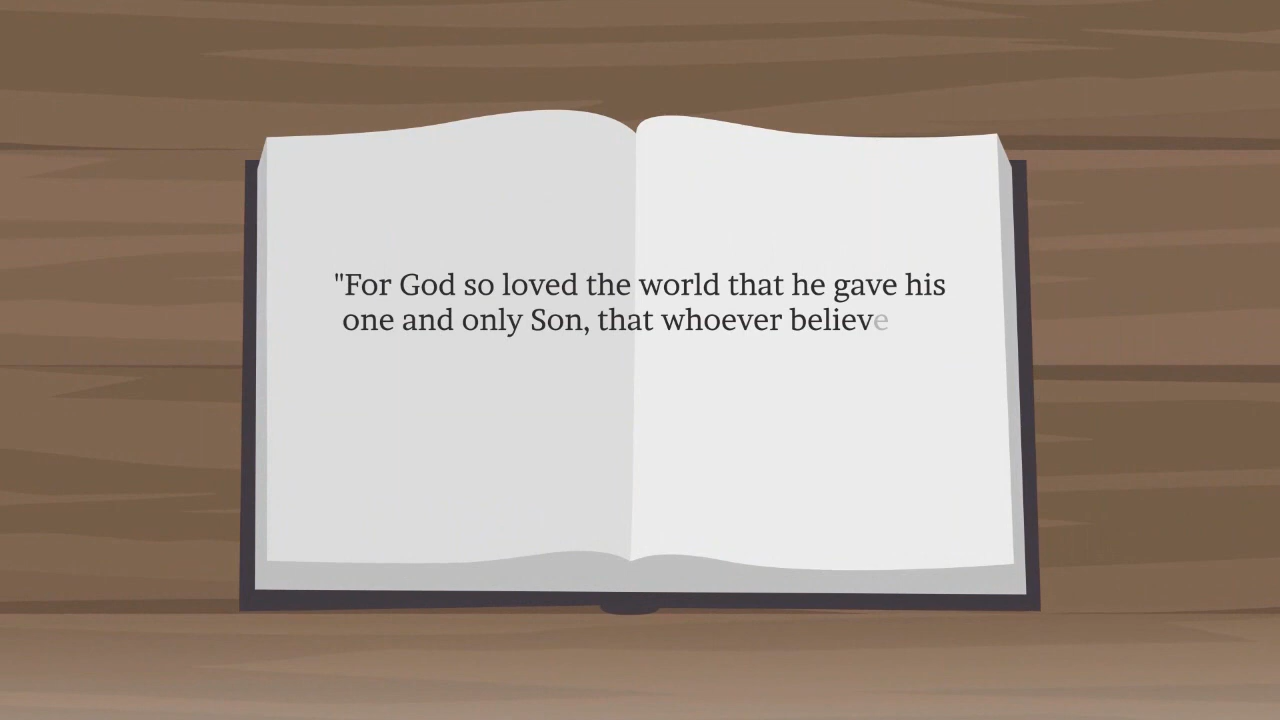 "For God so loved the world that he gave his
one and only Son, that whoever believe